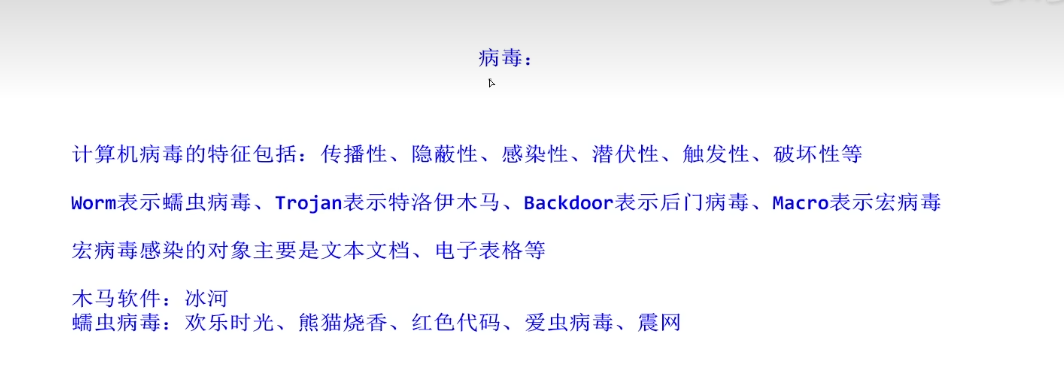 病毒：
计算机病毒的特征包括：传播性、隐蔽性、感染性、潜伏性、触发性、破坏性等
Worm表示蠕虫病毒、Trojan表示特洛伊木马、Backdoor表示后门病毒、Macro表示宏病毒
宏病毒感染的对象主要是文本文档、电子表格等
木马软件：冰河
蠕虫病毒：欢乐时光、熊猫烧香、红色代码、爱虫病毒、震网